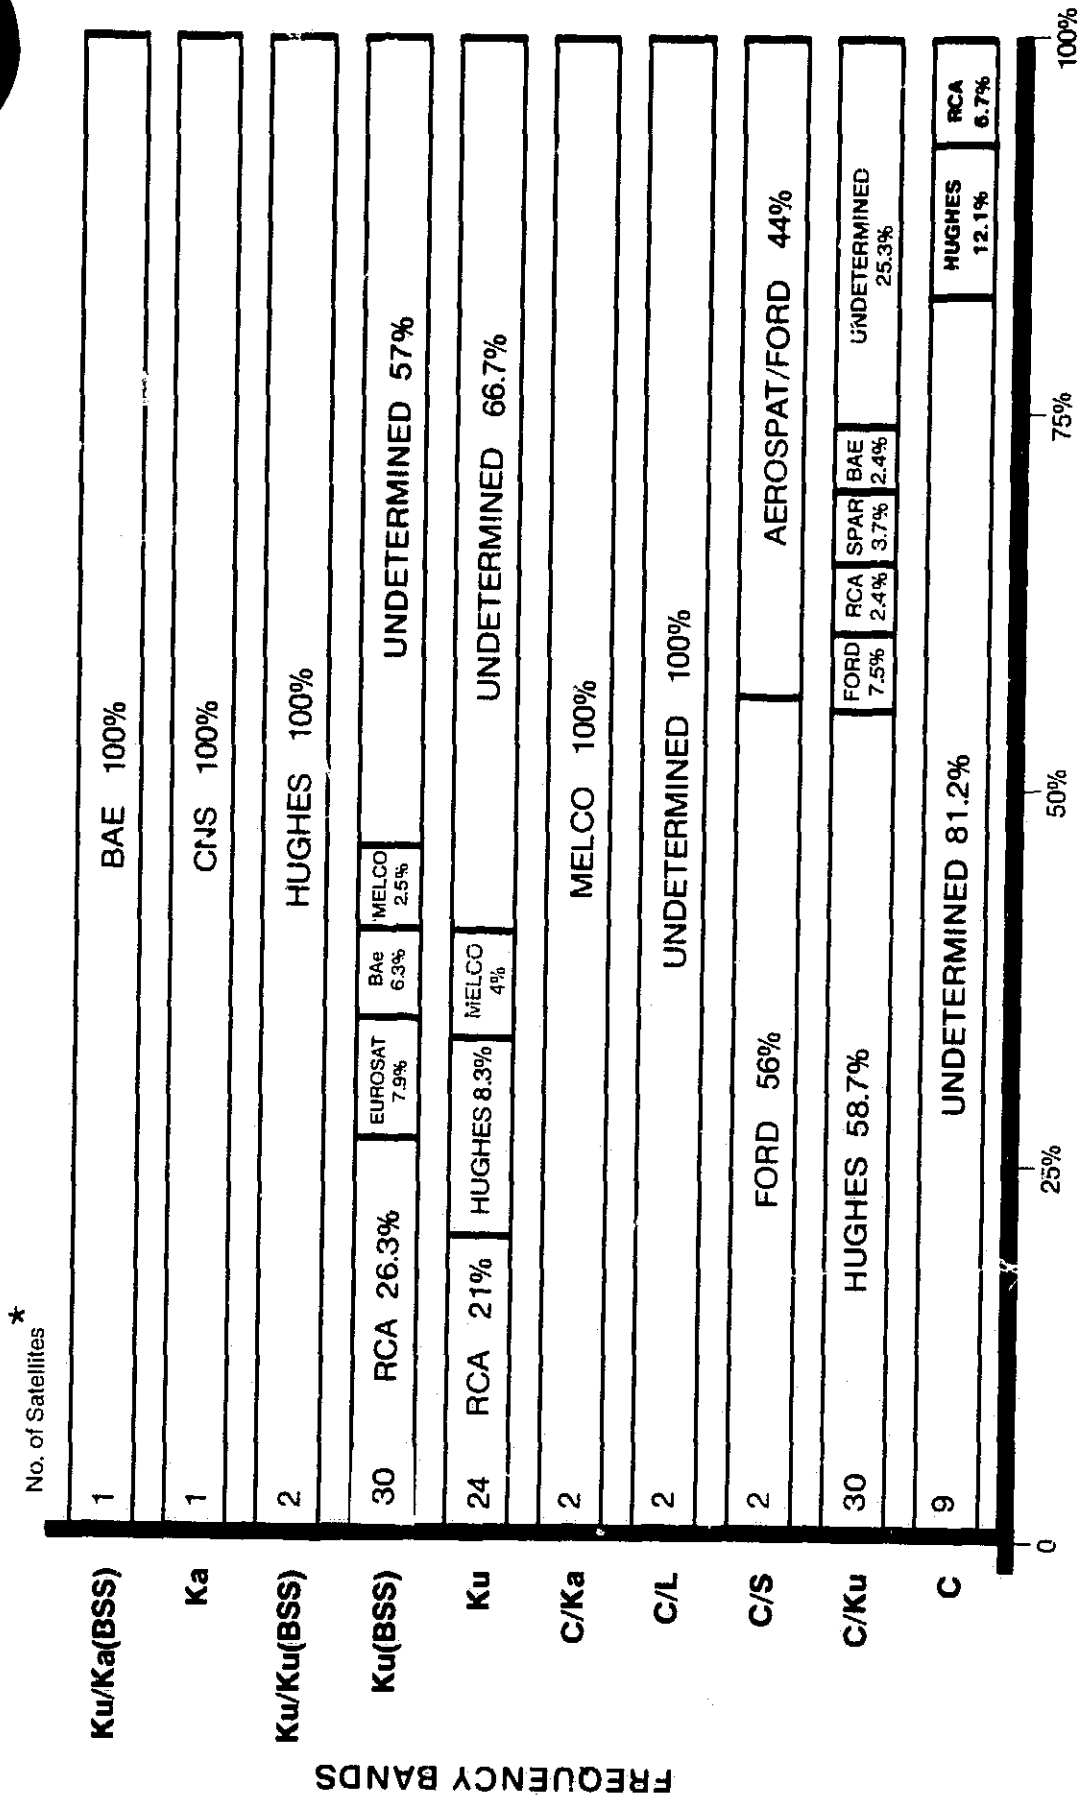 No. of Satellites *
Ku/Ka(BSS) 1 BAE 100%
Ka 1 CNS 100%
Ku/Ku(BSS) 2 HUGHES 100%
Ku(BSS) 30 RCA 26.3% EUROSAT 7.9% BAe 6.3% MELCO 2.5% UNDETERMINED 57%
Ku 24 RCA 21% HUGHES 8.3% MELCO 4% UNDETERMINED 66.7%
C/Ka 2 MELCO 100%
C/L 2 UNDETERMINED 100%
C/S 2 FORD 56% AEROSPAT/FORD 44%
C/Ku 30 HUGHES 58.7% FORD 7.5% RCA 2.4% SPAR 3.7% BAE 2.4% UNDETERMINED 25.3%
C 9 UNDETERMINED 81.2% HUGHES 12.1% RCA 6.7%
0 25% 50% 75% 100%
FREQUENCY BANDS